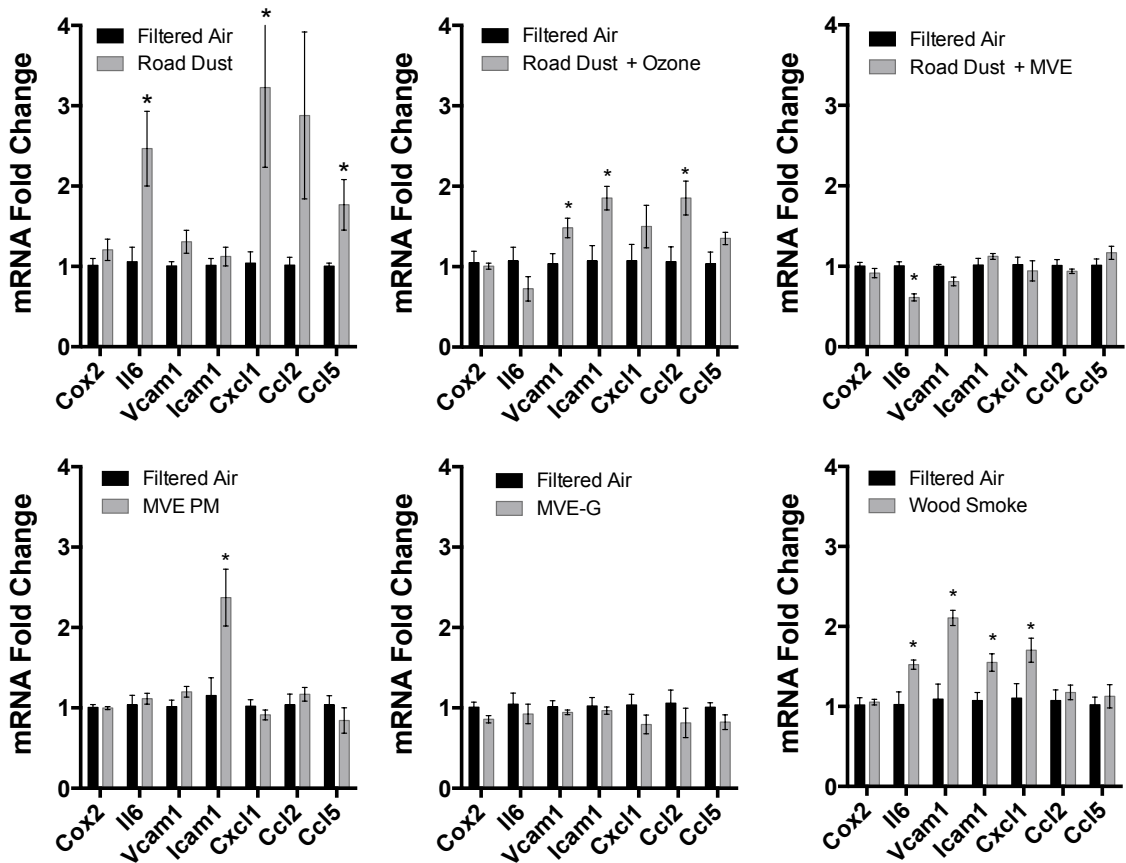 mRNA Fold Change
4
3
2
1
0
Filtered Air
Road Dust
*
*
*
Cox2
Il6
Vcam1
Icam1
Cxcl1
Ccl2
Ccl5
mRNA Fold Change
4
3
2
1
0
Filtered Air
Road Dust + Ozone
*
*
*
Cox2
Il6
Vcam1
Icam1
Cxcl1
Ccl2
Ccl5
mRNA Fold Change
4
3
2
1
0
Filtered Air
Road Dust + MVE
*
Cox2
Il6
Vcam1
Icam1
Cxcl1
Ccl2
Ccl5
mRNA Fold Change
4
3
2
1
0
Filtered Air
MVE PM
*
Cox2
Il6
Vcam1
Icam1
Cxcl1
Ccl2
Ccl5
mRNA Fold Change
4
3
2
1
0
Filtered Air
MVE-G
Cox2
Il6
Vcam1
Icam1
Cxcl1
Ccl2
Ccl5
mRNA Fold Change
4
3
2
1
0
Filtered Air
Wood Smoke
*
*
*
*
Cox2
Il6
Vcam1
Icam1
Cxcl1
Ccl2
Ccl5